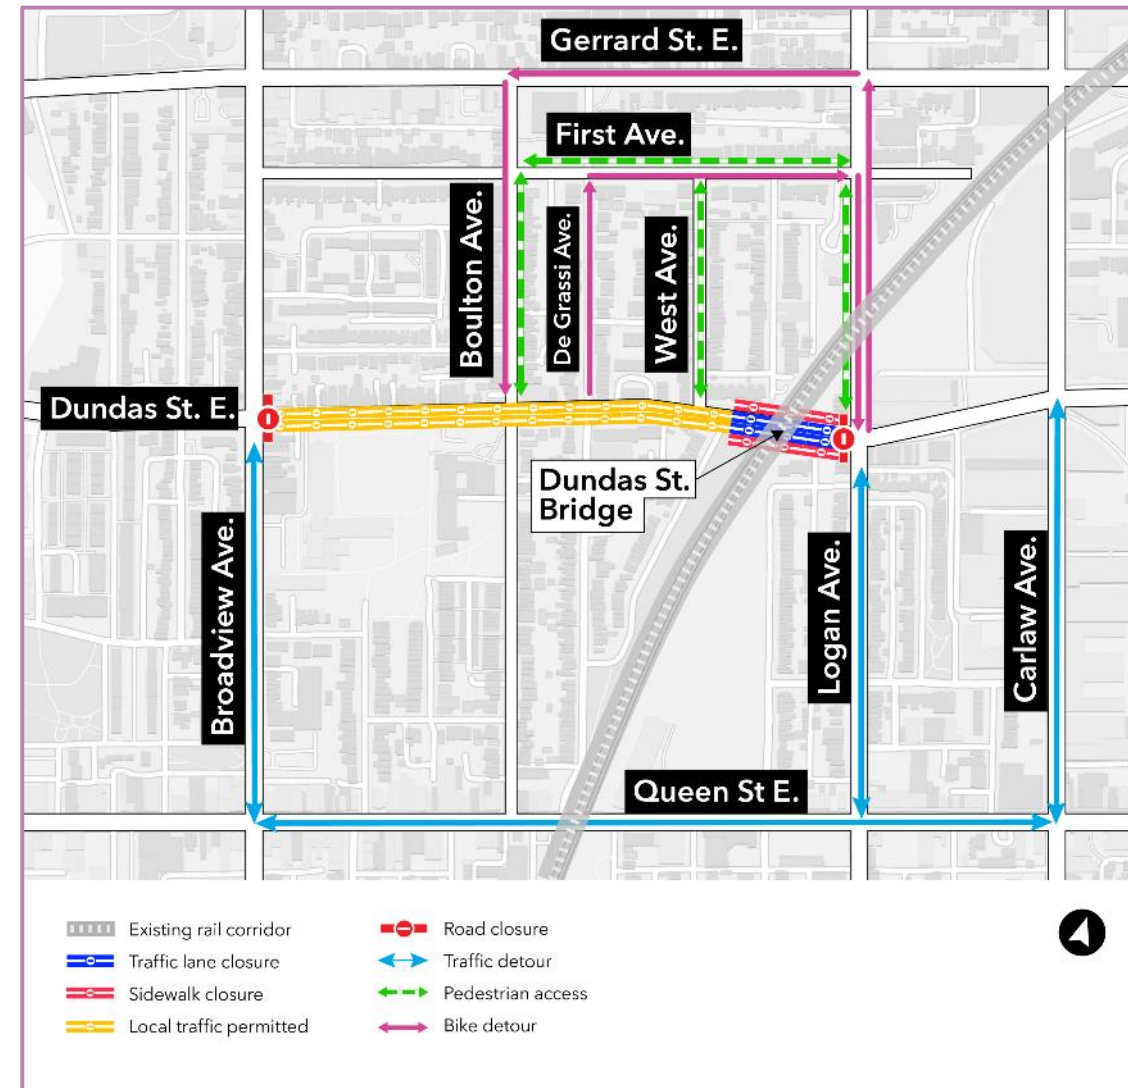 Gerrard St. E.
First Ave.
Boulton Ave.
De Grassi Ave.
West Ave.
Dundas St. E.
Dundas St.
Bridge
Broadview Ave.
Logan Ave.
Carlaw Ave.
Queen St E.
Existing rail corridor
Traffic lane closure
Sidewalk closure
Local traffic permitted
Road closure
Traffic detour
Pedestrian access
Bike detour